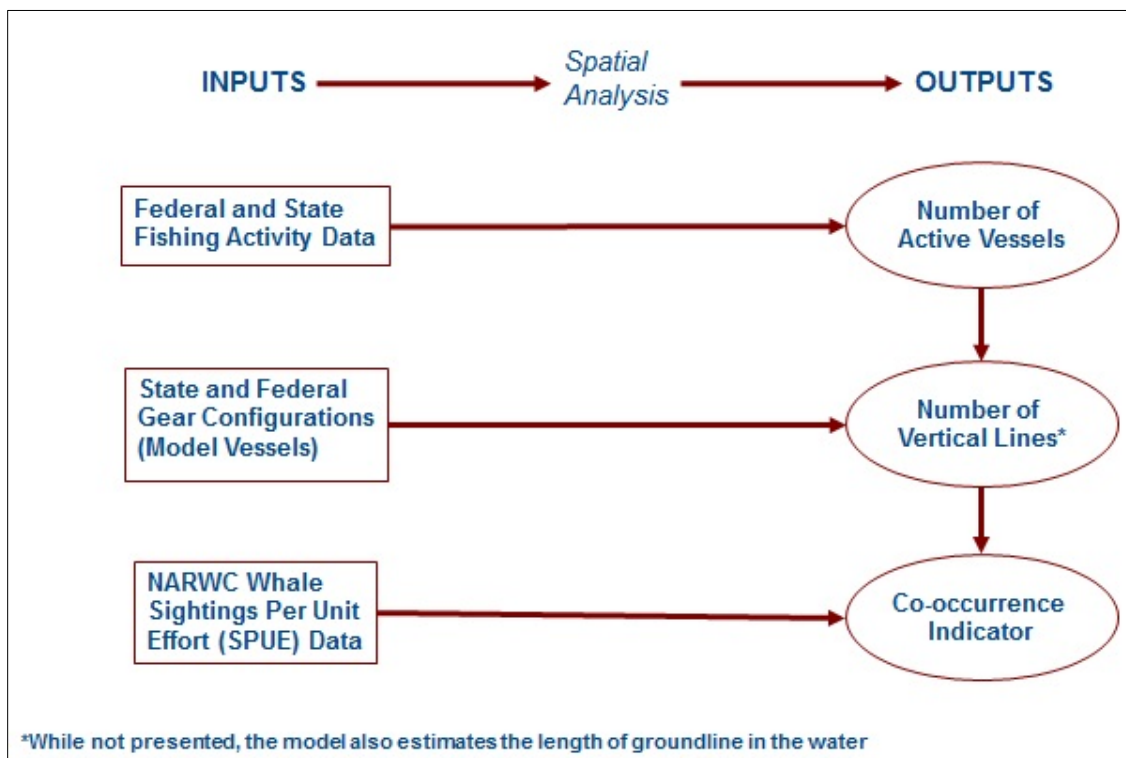 INPUTS
Spatial
Analysis
OUTPUTS
Federal and State
Fishing Activity Data
Number of
Active Vessels
State and Federal
Gear Configurations
(Model Vessels)
Number of
Vertical Lines*
NARWC Whale
Sightings Per Unit
Effort (SPUE) Data
Co-occurrence
Indicator
*While not presented, the model also estimates the length of groundline in the water